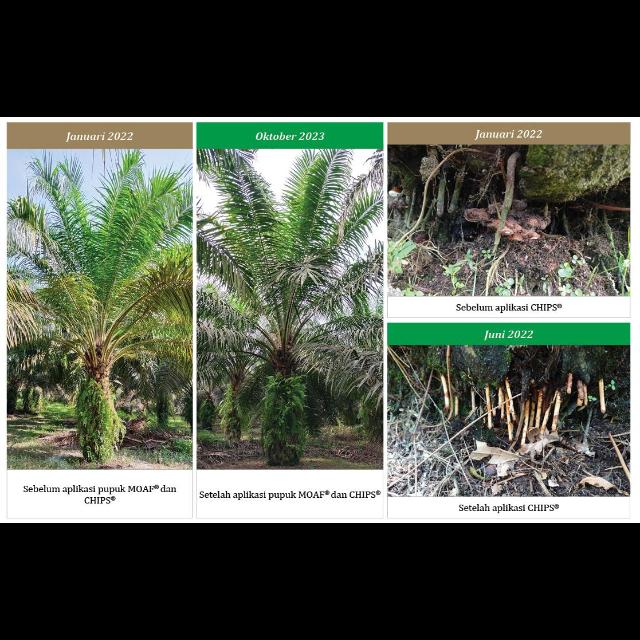 Januari 2022
Oktober 2023
Januari 2022
Sebelum aplikasi CHIPS®
Juni 2022
Sebelum aplikasi pupuk MOAF® dan
CHIPS®
Setelah aplikasi pupuk MOAF® dan CHIPS®
Setelah aplikasi CHIPS®